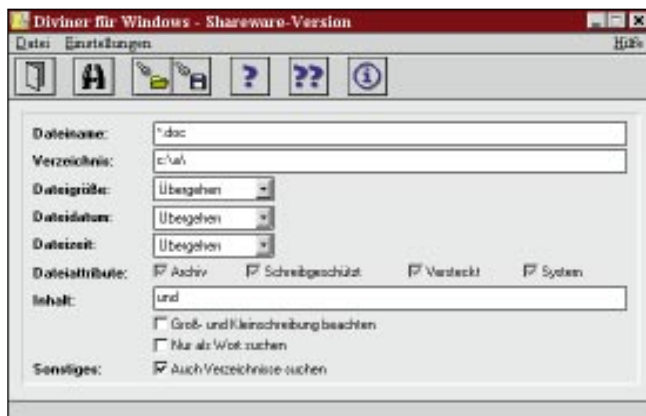 Diviner für Windows - Shareware-Version
Datei Einstellungen Hilfe
? ?? i
Dateiname: *.doc
Verzeichnis:
Dateigröße: Übergehen
Dateidatum: Übergehen
Dateizeit: Übergehen
Dateiattribute: Archiv Schreibgeschützt Versteckt System
Inhalt: und
Groß- und Kleinschreibung beachten
Nur als Wort suchen
Sonstiges: Auch Verzeichnisse suchen